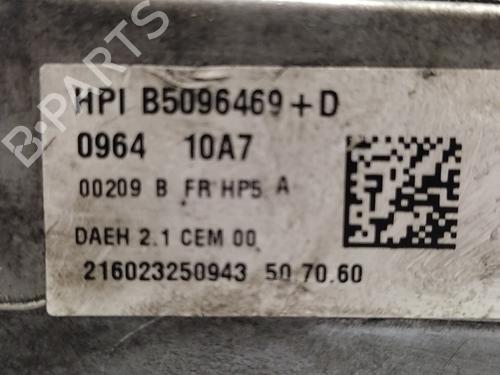 B-PARTS
HPI B5096469+D
0964 10A7
00209 B FR HP5 A
DAEH 2.1 CEM 00
216023250943 50 70.60